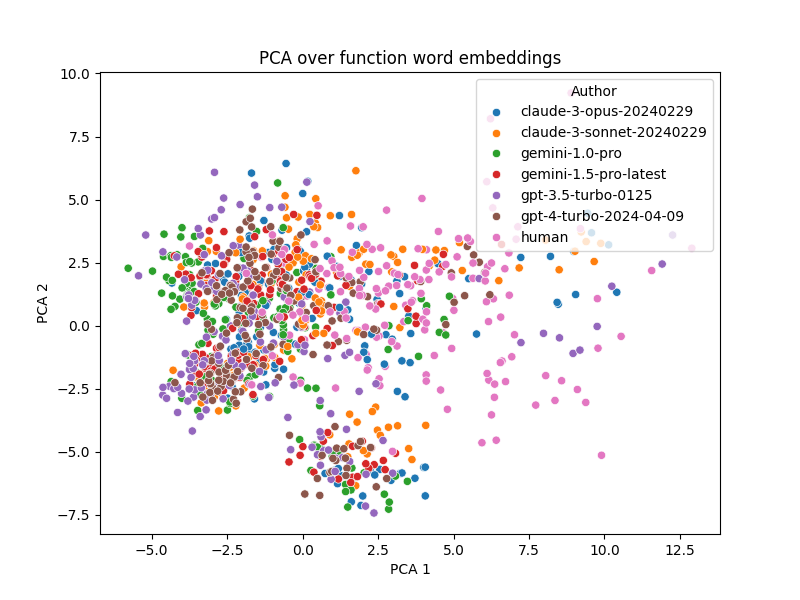 PCA over function word embeddings
10.0
7.5
5.0
2.5
0.0
−2.5
−5.0
−7.5
PCA 2
Author
claude-3-opus-20240229
claude-3-sonnet-20240229
gemini-1.0-pro
gemini-1.5-pro-latest
gpt-3.5-turbo-0125
gpt-4-turbo-2024-04-09
human
−5.0 −2.5 0.0 2.5 5.0 7.5 10.0 12.5
PCA 1